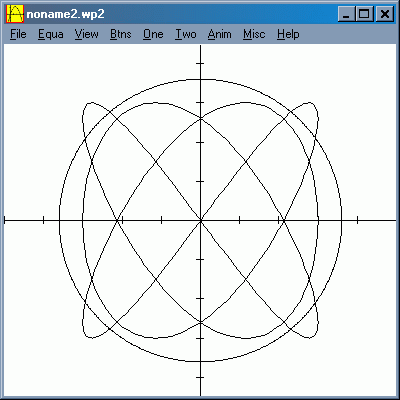 noname2.wp2
File Equa View Btns One Two Anim Misc Help